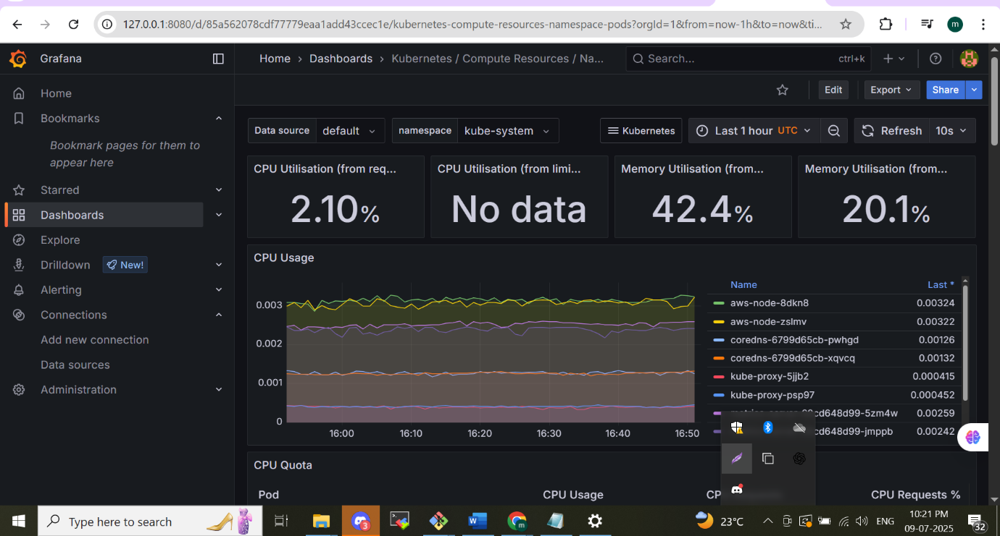 127.0.0.1:8080/d/85a562078cdf77779eaa1add43ccec1e/kubernetes-compute-resources-namespace-pods?orgId=1&from=now-1h&to=now&ti...
m
Grafana
Home › Dashboards › Kubernetes / Compute Resources / Na...
Search...
ctrl+k
Home
Bookmarks
Bookmark pages for them to
appear here
Starred
Dashboards
Explore
Drilldown
New!
Alerting
Connections
Add new connection
Data sources
Administration
Edit
Export
Share
Data source
default
namespace
kube-system
Kubernetes
Last 1 hour UTC
Refresh
10s
CPU Utilisation (from req...
2.10%
CPU Utilisation (from limi...
No data
Memory Utilisation (from...
42.4%
Memory Utilisation (from...
20.1%
CPU Usage
0.003
0.002
0.001
0
16:00 16:10 16:20 16:30 16:40 16:50
Name Last *
aws-node-8dkn8 0.00324
aws-node-zslmv 0.00322
coredns-6799d65cb-pwhgd 0.00126
coredns-6799d65cb-xqvcq 0.00132
kube-proxy-5jjb2 0.000415
kube-proxy-psp97 0.000452
cd648d99-5zm4w 0.00259
cd648d99-jmppb 0.00242
CPU Quota
Pod CPU Usage CP CPU Requests %
Type here to search
3
m
23°C
ENG
10:21 PM
09-07-2025
32